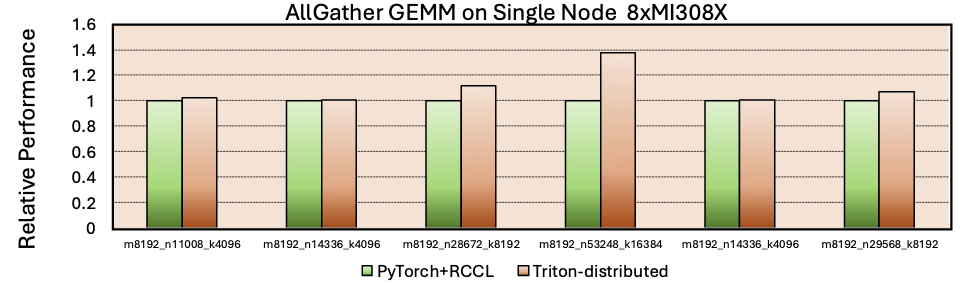 AllGather GEMM on Single Node 8xMI308X
Relative Performance
1.6
1.4
1.2
1
0.8
0.6
0.4
0.2
0
m8192_n11008_k4096
m8192_n14336_k4096
m8192_n28672_k8192
m8192_n53248_k16384
m8192_n14336_k4096
m8192_n29568_k8192
PyTorch+RCCL
Triton-distributed